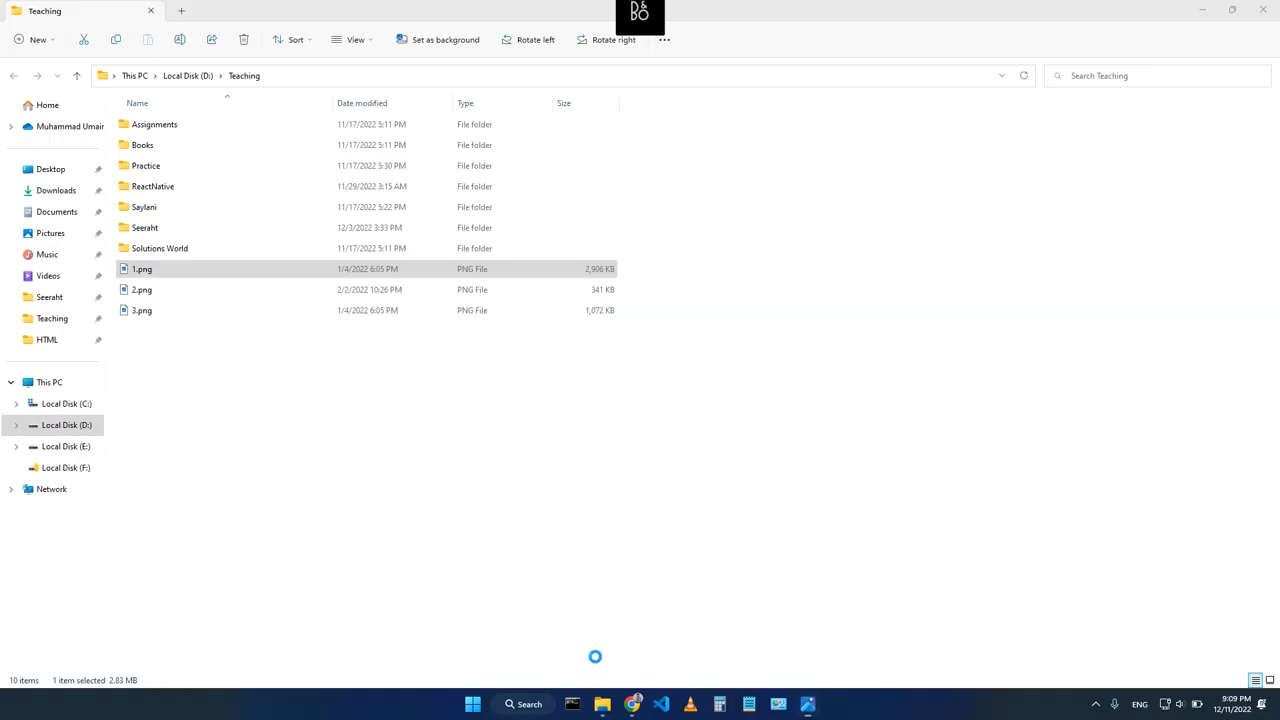 Teaching
D&
BO
New
Sort
View
Set as background
Rotate left
Rotate right
This PC > Local Disk (D:) > Teaching
Search Teaching
Home
Muhammad Umair
Desktop
Downloads
Documents
Pictures
Music
Videos
Seeraht
Teaching
HTML
This PC
Local Disk (C:)
Local Disk (D:)
Local Disk (E:)
Local Disk (F:)
Network
Name Date modified Type Size
Assignments 11/17/2022 5:11 PM File folder
Books 11/17/2022 5:11 PM File folder
Practice 11/17/2022 5:30 PM File folder
ReactNative 11/29/2022 3:15 AM File folder
Saylani 11/17/2022 5:22 PM File folder
Seeraht 12/3/2022 3:33 PM File folder
Solutions World 11/17/2022 5:11 PM File folder
1.png 1/4/2022 6:05 PM PNG File 2,906 KB
2.png 2/2/2022 10:26 PM PNG File 341 KB
3.png 1/4/2022 6:05 PM PNG File 1,072 KB
10 items 1 item selected 2.83 MB
Search
ENG
9:09 PM
12/11/2022